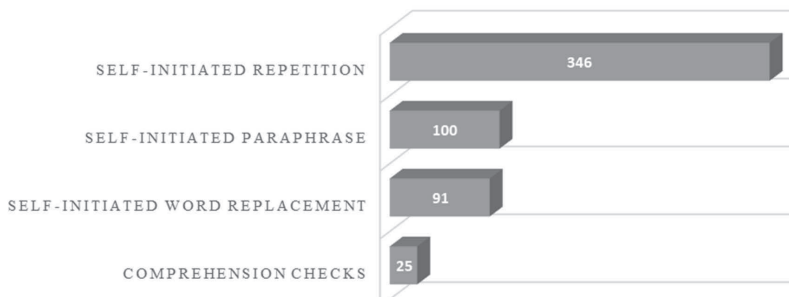 SELF-INITIATED REPETITION 346
SELF-INITIATED PARAPHRASE 100
SELF-INITIATED WORD REPLACEMENT 91
COMPREHENSION CHECKS 25